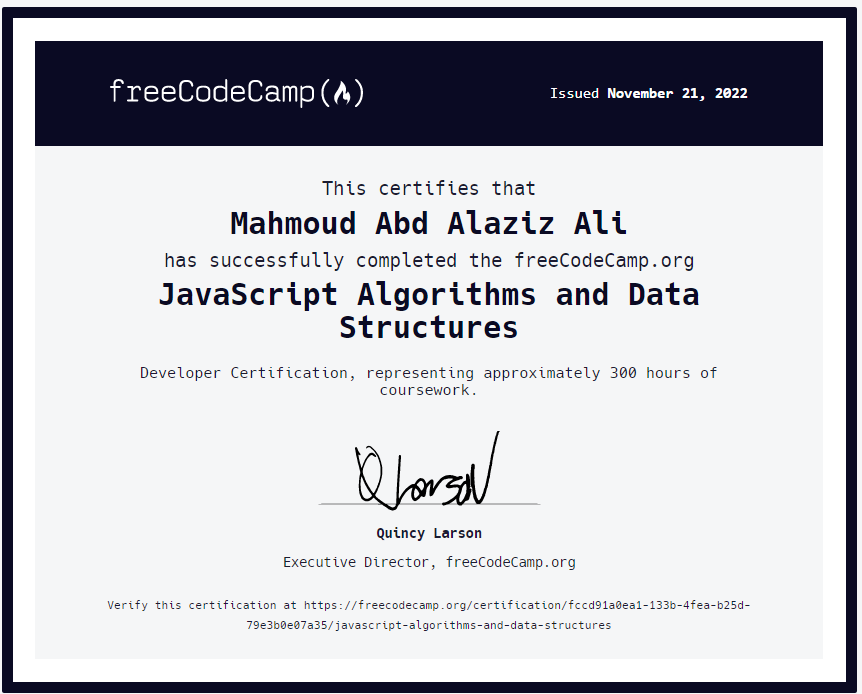 freeCodeCamp
Issued November 21, 2022
This certifies that
Mahmoud Abd Alaziz Ali
has successfully completed the freeCodeCamp.org
JavaScript Algorithms and Data
Structures
Developer Certification, representing approximately 300 hours of
coursework.
Q Larson
Quincy Larson
Executive Director, freeCodeCamp.org
Verify this certification at https://freecodecamp.org/certification/fccd91a0ea1-133b-4fea-b25d-
79e3b0e07a35/javascript-algorithms-and-data-structures